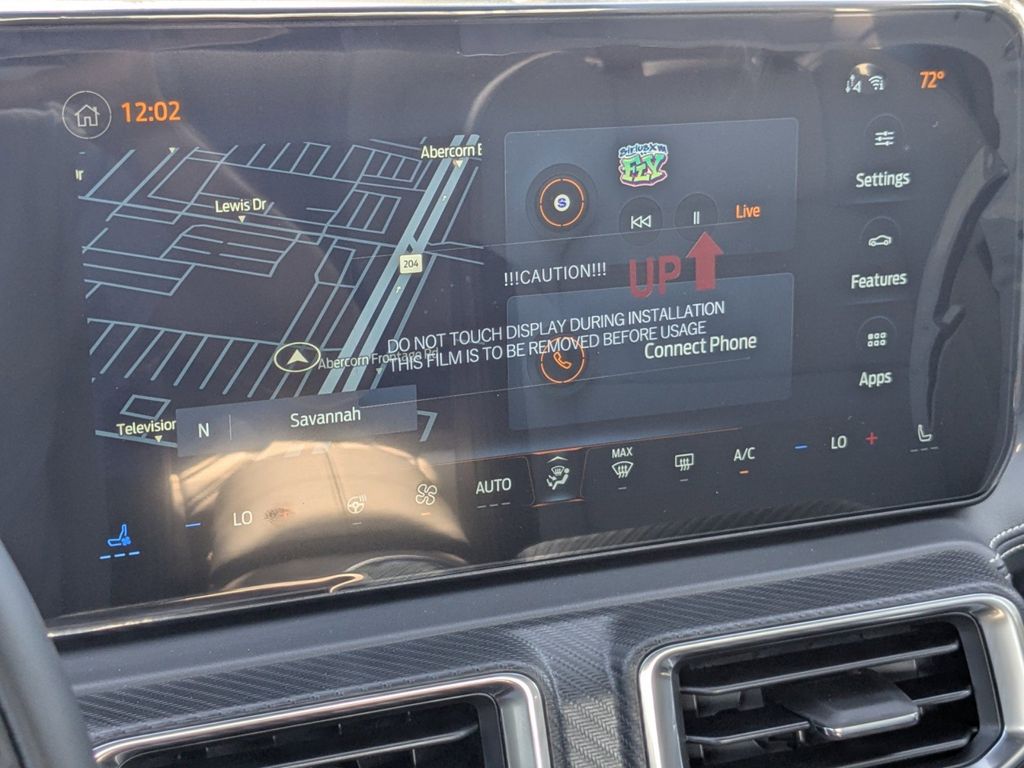 12:02
72°
Abercorn E
Lewis Dr
204
Abercorn Frontage Rd
Television
N
Savannah
SIRIUSXM
FLY
S
Live
Settings
Features
Apps
!!!CAUTION!!!
UP
DO NOT TOUCH DISPLAY DURING INSTALLATION
THIS FILM IS TO BE REMOVED BEFORE USAGE
Connect Phone
LO
AUTO
MAX
A/C
LO